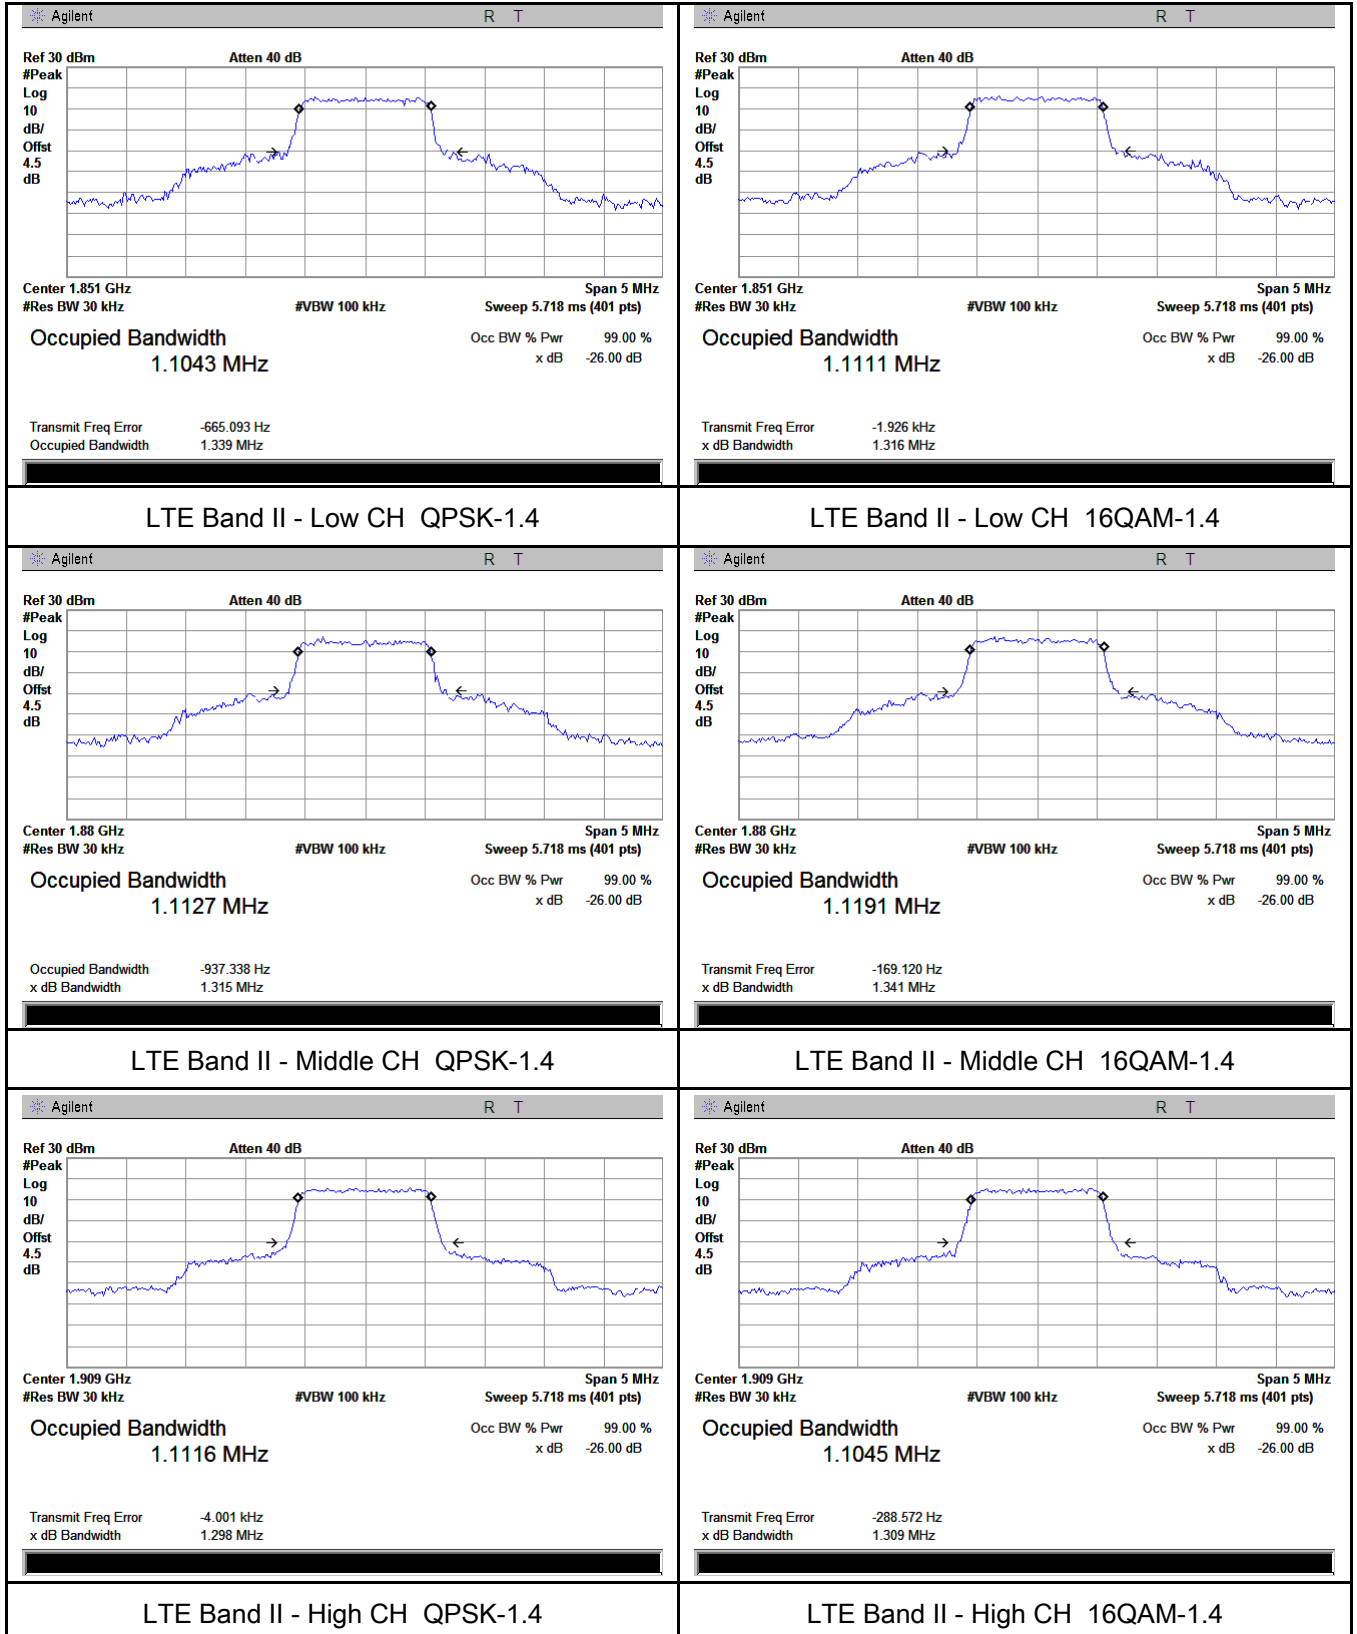 Agilent R T
Ref 30 dBm Atten 40 dB
#Peak
Log
10
dB/
Offst
4.5
dB
Center 1.851 GHz Span 5 MHz
#Res BW 30 kHz #VBW 100 kHz Sweep 5.718 ms (401 pts)
Occupied Bandwidth Occ BW % Pwr 99.00 %
1.1043 MHz x dB -26.00 dB
Transmit Freq Error -665.093 Hz
Occupied Bandwidth 1.339 MHz
LTE Band II - Low CH QPSK-1.4
Agilent R T
Ref 30 dBm Atten 40 dB
#Peak
Log
10
dB/
Offst
4.5
dB
Center 1.851 GHz Span 5 MHz
#Res BW 30 kHz #VBW 100 kHz Sweep 5.718 ms (401 pts)
Occupied Bandwidth Occ BW % Pwr 99.00 %
1.1111 MHz x dB -26.00 dB
Transmit Freq Error -1.926 kHz
x dB Bandwidth 1.316 MHz
LTE Band II - Low CH 16QAM-1.4
Agilent R T
Ref 30 dBm Atten 40 dB
#Peak
Log
10
dB/
Offst
4.5
dB
Center 1.88 GHz Span 5 MHz
#Res BW 30 kHz #VBW 100 kHz Sweep 5.718 ms (401 pts)
Occupied Bandwidth Occ BW % Pwr 99.00 %
1.1127 MHz x dB -26.00 dB
Occupied Bandwidth -937.338 Hz
x dB Bandwidth 1.315 MHz
LTE Band II - Middle CH QPSK-1.4
Agilent R T
Ref 30 dBm Atten 40 dB
#Peak
Log
10
dB/
Offst
4.5
dB
Center 1.88 GHz Span 5 MHz
#Res BW 30 kHz #VBW 100 kHz Sweep 5.718 ms (401 pts)
Occupied Bandwidth Occ BW % Pwr 99.00 %
1.1191 MHz x dB -26.00 dB
Transmit Freq Error -169.120 Hz
x dB Bandwidth 1.341 MHz
LTE Band II - Middle CH 16QAM-1.4
Agilent R T
Ref 30 dBm Atten 40 dB
#Peak
Log
10
dB/
Offst
4.5
dB
Center 1.909 GHz Span 5 MHz
#Res BW 30 kHz #VBW 100 kHz Sweep 5.718 ms (401 pts)
Occupied Bandwidth Occ BW % Pwr 99.00 %
1.1116 MHz x dB -26.00 dB
Transmit Freq Error -4.001 kHz
x dB Bandwidth 1.298 MHz
LTE Band II - High CH QPSK-1.4
Agilent R T
Ref 30 dBm Atten 40 dB
#Peak
Log
10
dB/
Offst
4.5
dB
Center 1.909 GHz Span 5 MHz
#Res BW 30 kHz #VBW 100 kHz Sweep 5.718 ms (401 pts)
Occupied Bandwidth Occ BW % Pwr 99.00 %
1.1045 MHz x dB -26.00 dB
Transmit Freq Error -288.572 Hz
x dB Bandwidth 1.309 MHz
LTE Band II - High CH 16QAM-1.4